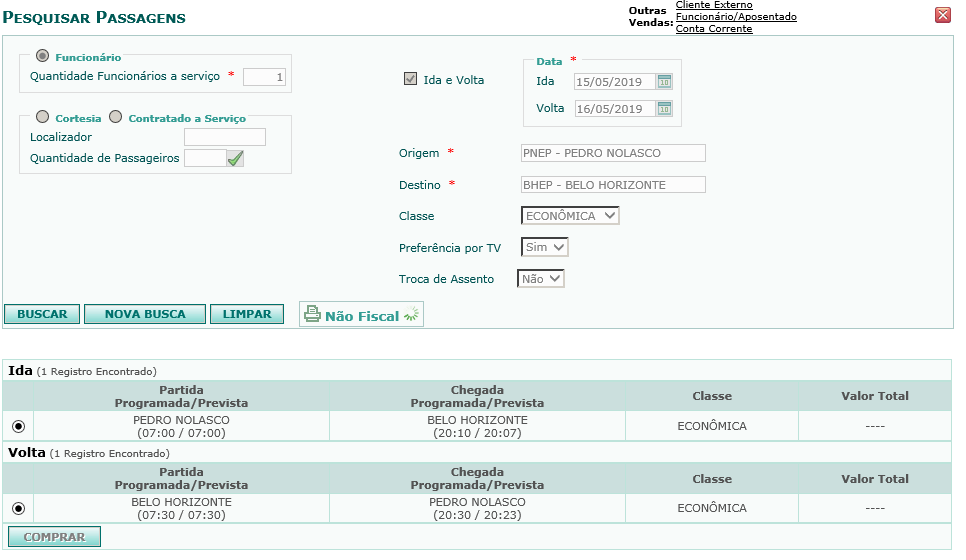 PESQUISAR PASSAGENS
Outras Vendas:
Cliente Externo
Funcionário/Aposentado
Conta Corrente
Funcionário
Quantidade Funcionários a serviço * 1
Cortesia Contratado a Serviço
Localizador
Quantidade de Passageiros
Ida e Volta
Data *
Ida 15/05/2019 10
Volta 16/05/2019 10
Origem * PNEP - PEDRO NOLASCO
Destino * BHEP - BELO HORIZONTE
Classe ECONÔMICA
Preferência por TV Sim
Troca de Assento Não
BUSCAR NOVA BUSCA LIMPAR Não Fiscal
Ida (1 Registro Encontrado)
Partida Chegada Classe Valor Total
Programada/Prevista Programada/Prevista
PEDRO NOLASCO BELO HORIZONTE ECONÔMICA ----
(07:00 / 07:00) (20:10 / 20:07)
Volta (1 Registro Encontrado)
Partida Chegada Classe Valor Total
Programada/Prevista Programada/Prevista
BELO HORIZONTE PEDRO NOLASCO ECONÔMICA ----
(07:30 / 07:30) (20:30 / 20:23)
COMPRAR